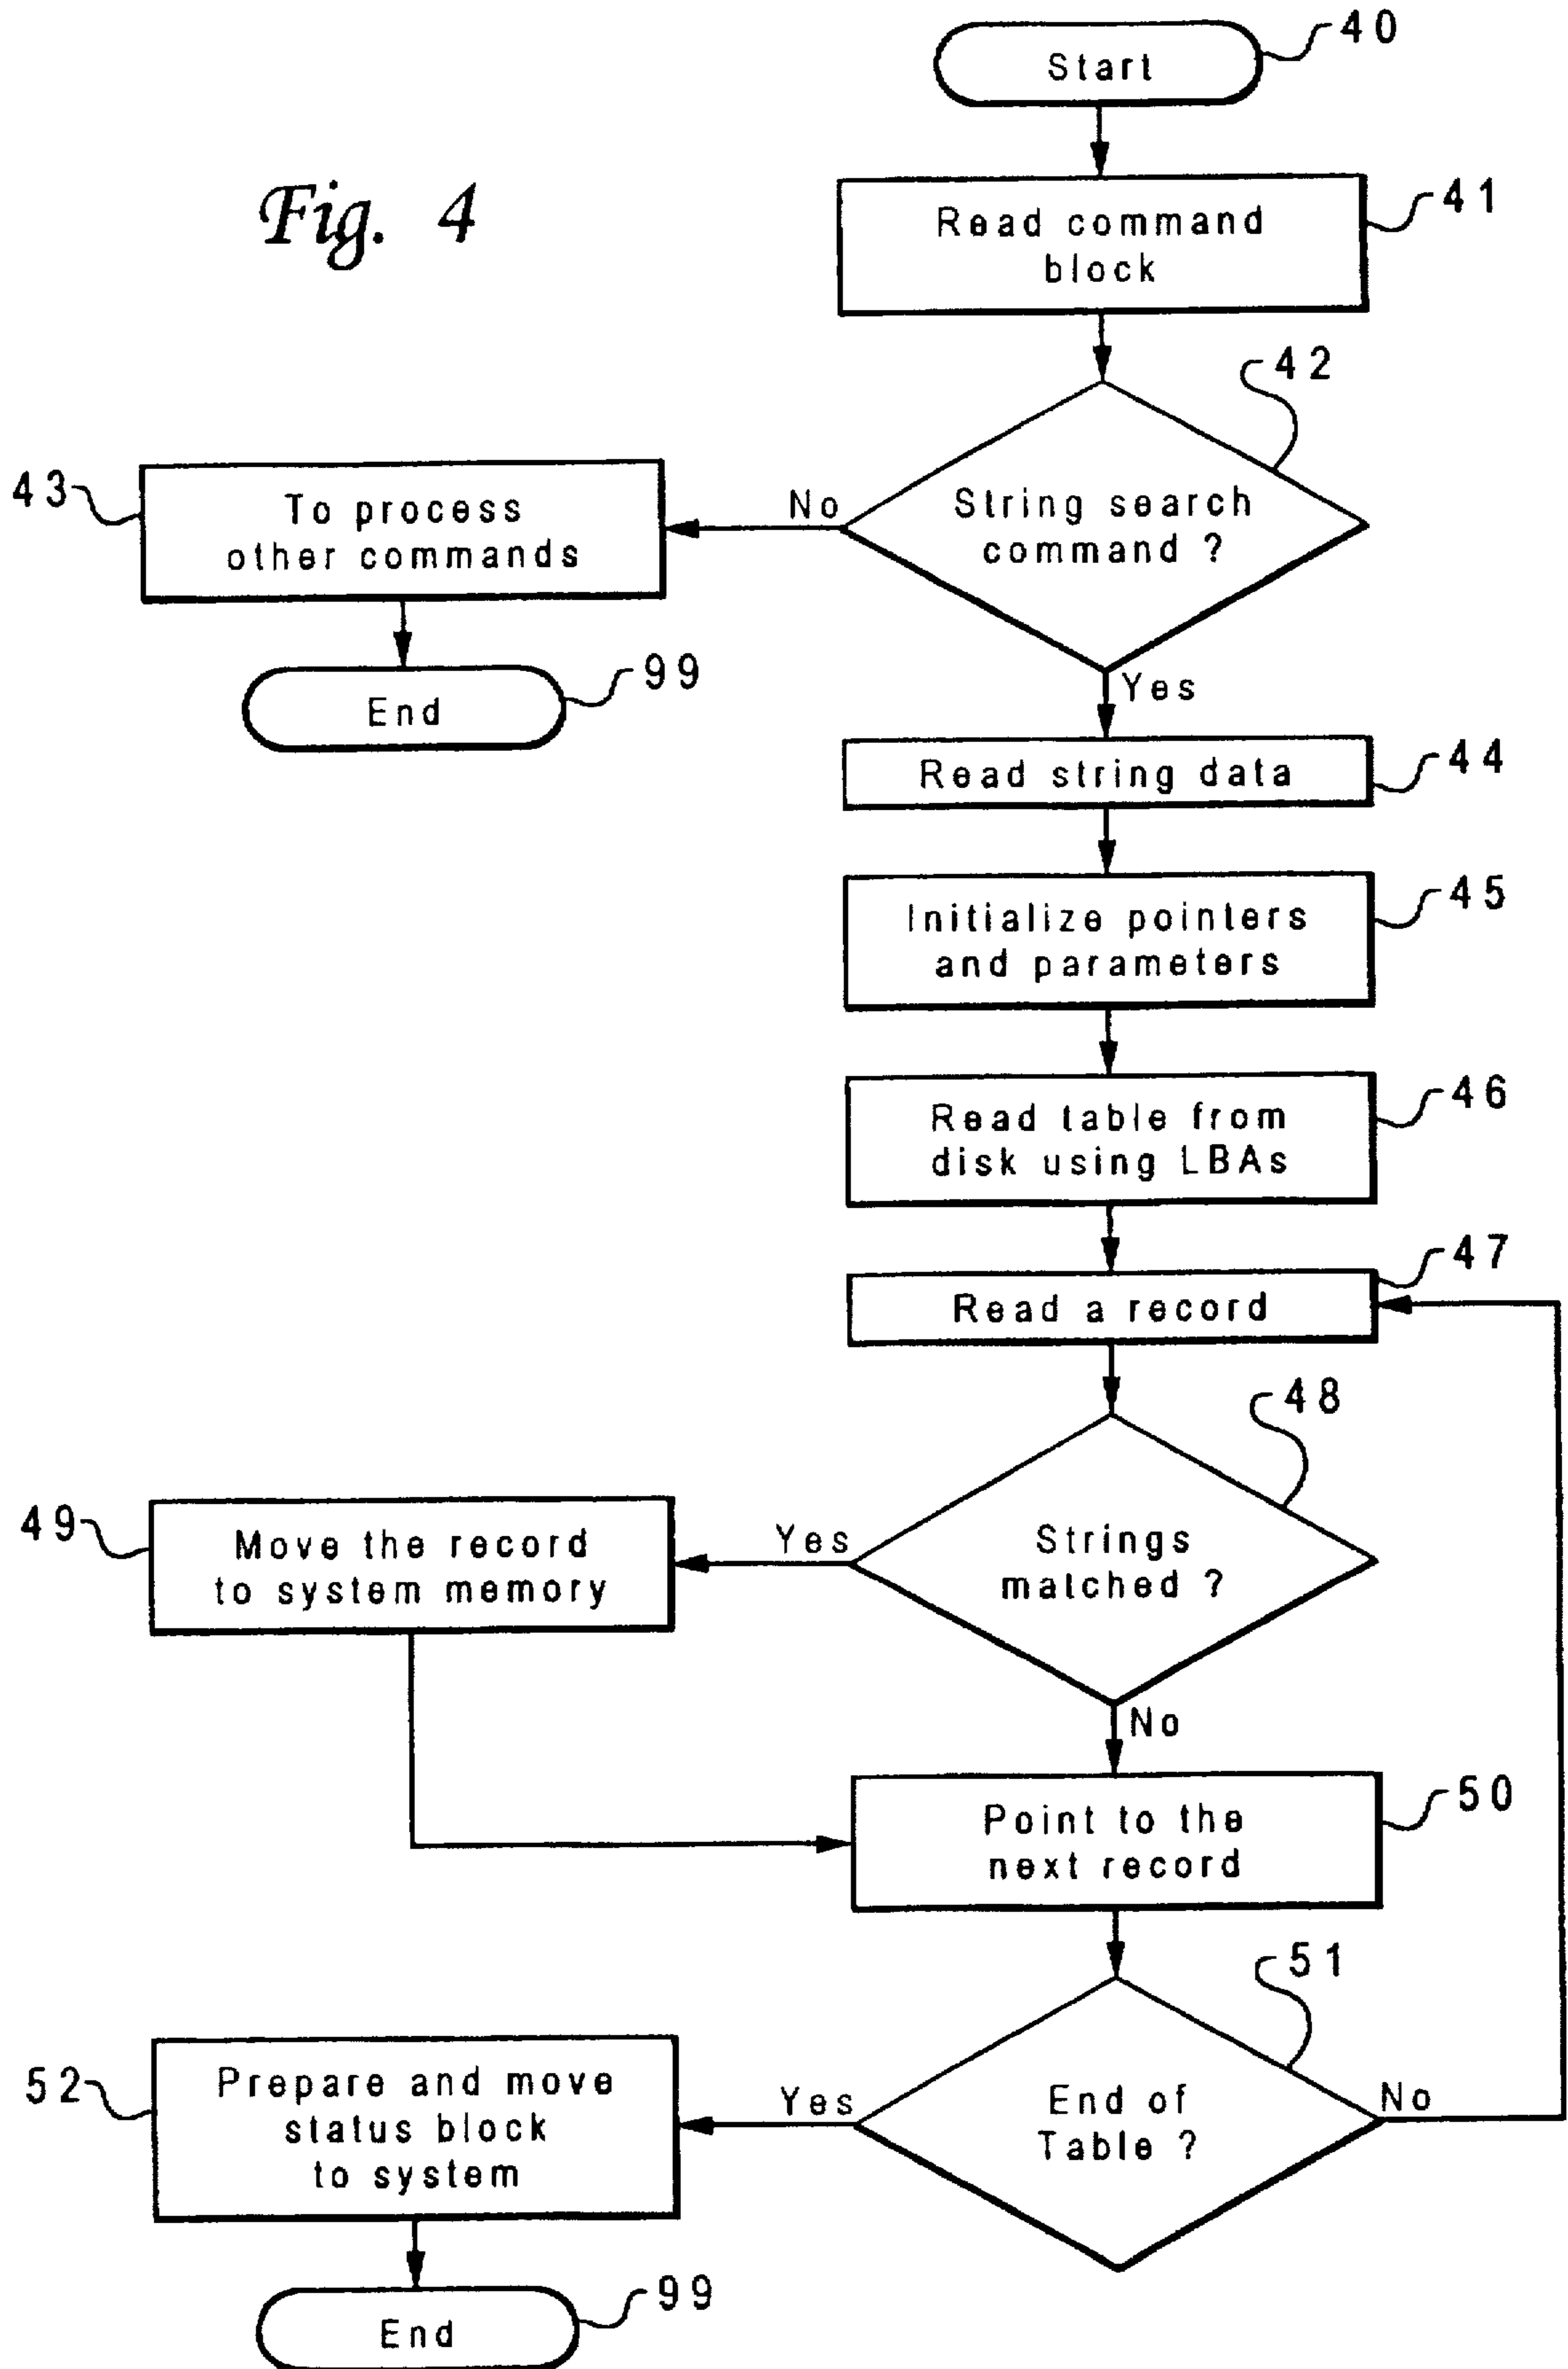 Fig. 4
Start
40
Read command
block
41
String search
command ?
42
No
Yes
To process
other commands
43
End
99
Read string data
44
Initialize pointers
and parameters
45
Read table from
disk using LBAs
46
Read a record
47
Strings
matched ?
48
Yes
No
Move the record
to system memory
49
Point to the
next record
50
End of
Table ?
51
Yes
No
Prepare and move
status block
to system
52
End
99